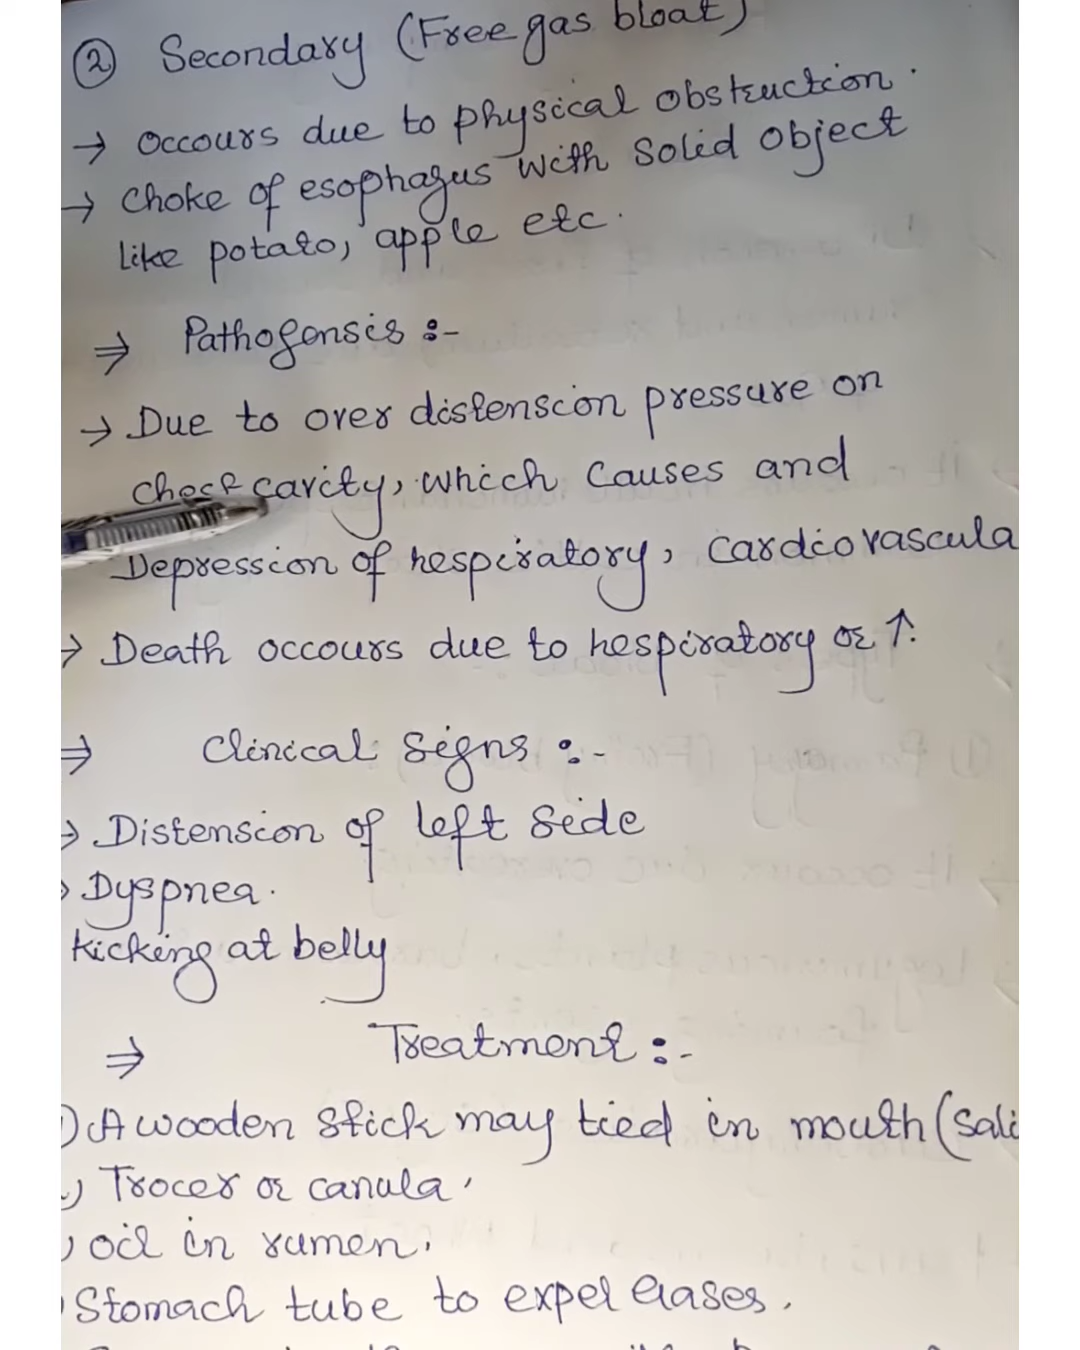 ② Secondary (Free gas bloat)
→ occours due to physical obstruction.
→ choke of esophagus with solid object
like potato, apple etc.
⇒ Pathogensis :-
→ Due to over distension pressure on
chest cavity, which causes and
Depression of respiratory, cardiovascula
→ Death occours due to respiratory or ↑.
⇒ Clinical signs :-
→ Distension of left side
→ Dyspnea.
kicking at belly
⇒ Treatment :-
) A wooden stick may tied in mouth (sali
) Trocer or canula,
) oil in rumen.
Stomach tube to expel Gases.